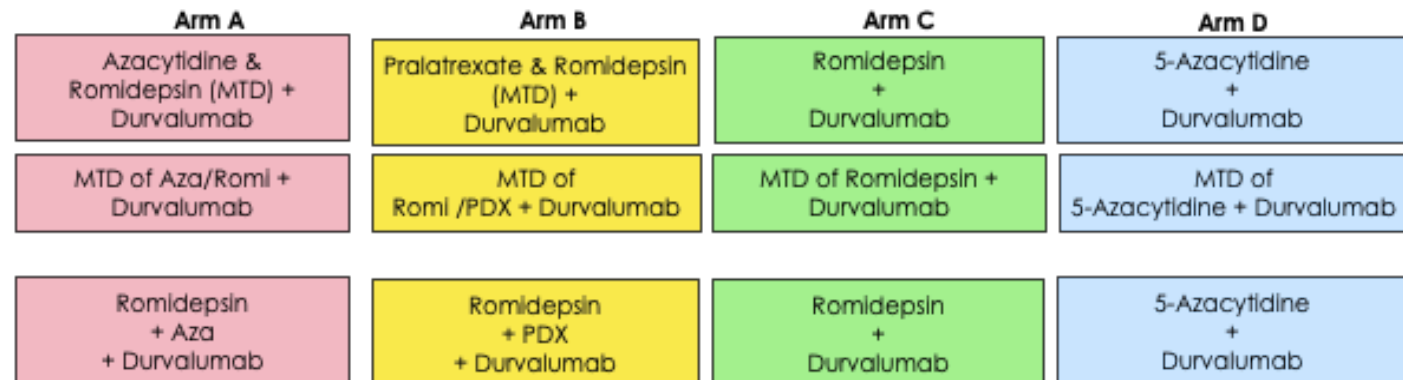 Arm A
Arm B
Arm C
Arm D
Azacytidine &
Romidepsin (MTD) +
Durvalumab
Pralatrexate & Romidepsin
(MTD) +
Durvalumab
Romidepsin
+
Durvalumab
5-Azacytidine
+
Durvalumab
MTD of Aza/Romi +
Durvalumab
MTD of
Romi /PDX + Durvalumab
MTD of Romidepsin +
Durvalumab
MTD of
5-Azacytidine + Durvalumab
Romidepsin
+ Aza
+ Durvalumab
Romidepsin
+ PDX
+ Durvalumab
Romidepsin
+
Durvalumab
5-Azacytidine
+
Durvalumab